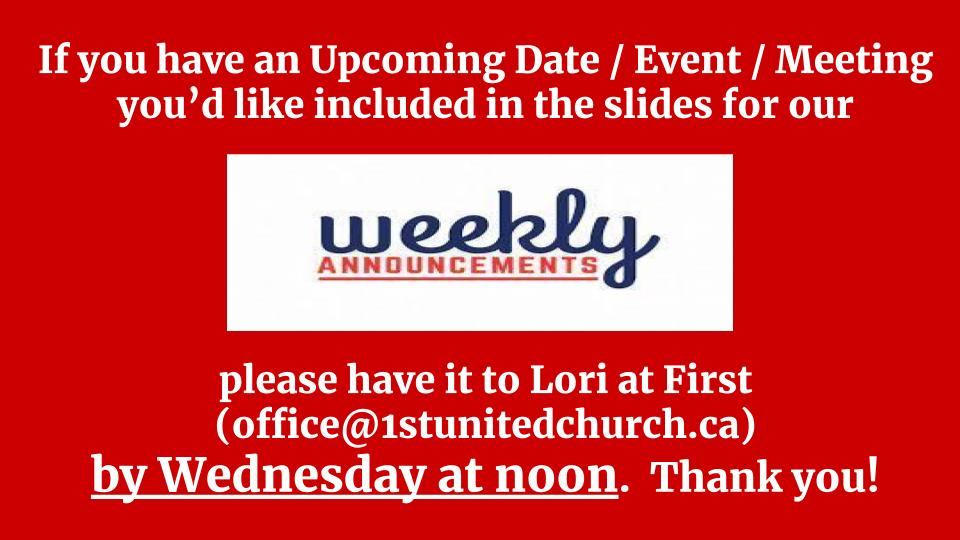 If you have an Upcoming Date / Event / Meeting
you’d like included in the slides for our
weekly
ANNOUNCEMENTS
please have it to Lori at First
(office@1stunitedchurch.ca)
by Wednesday at noon.  Thank you!